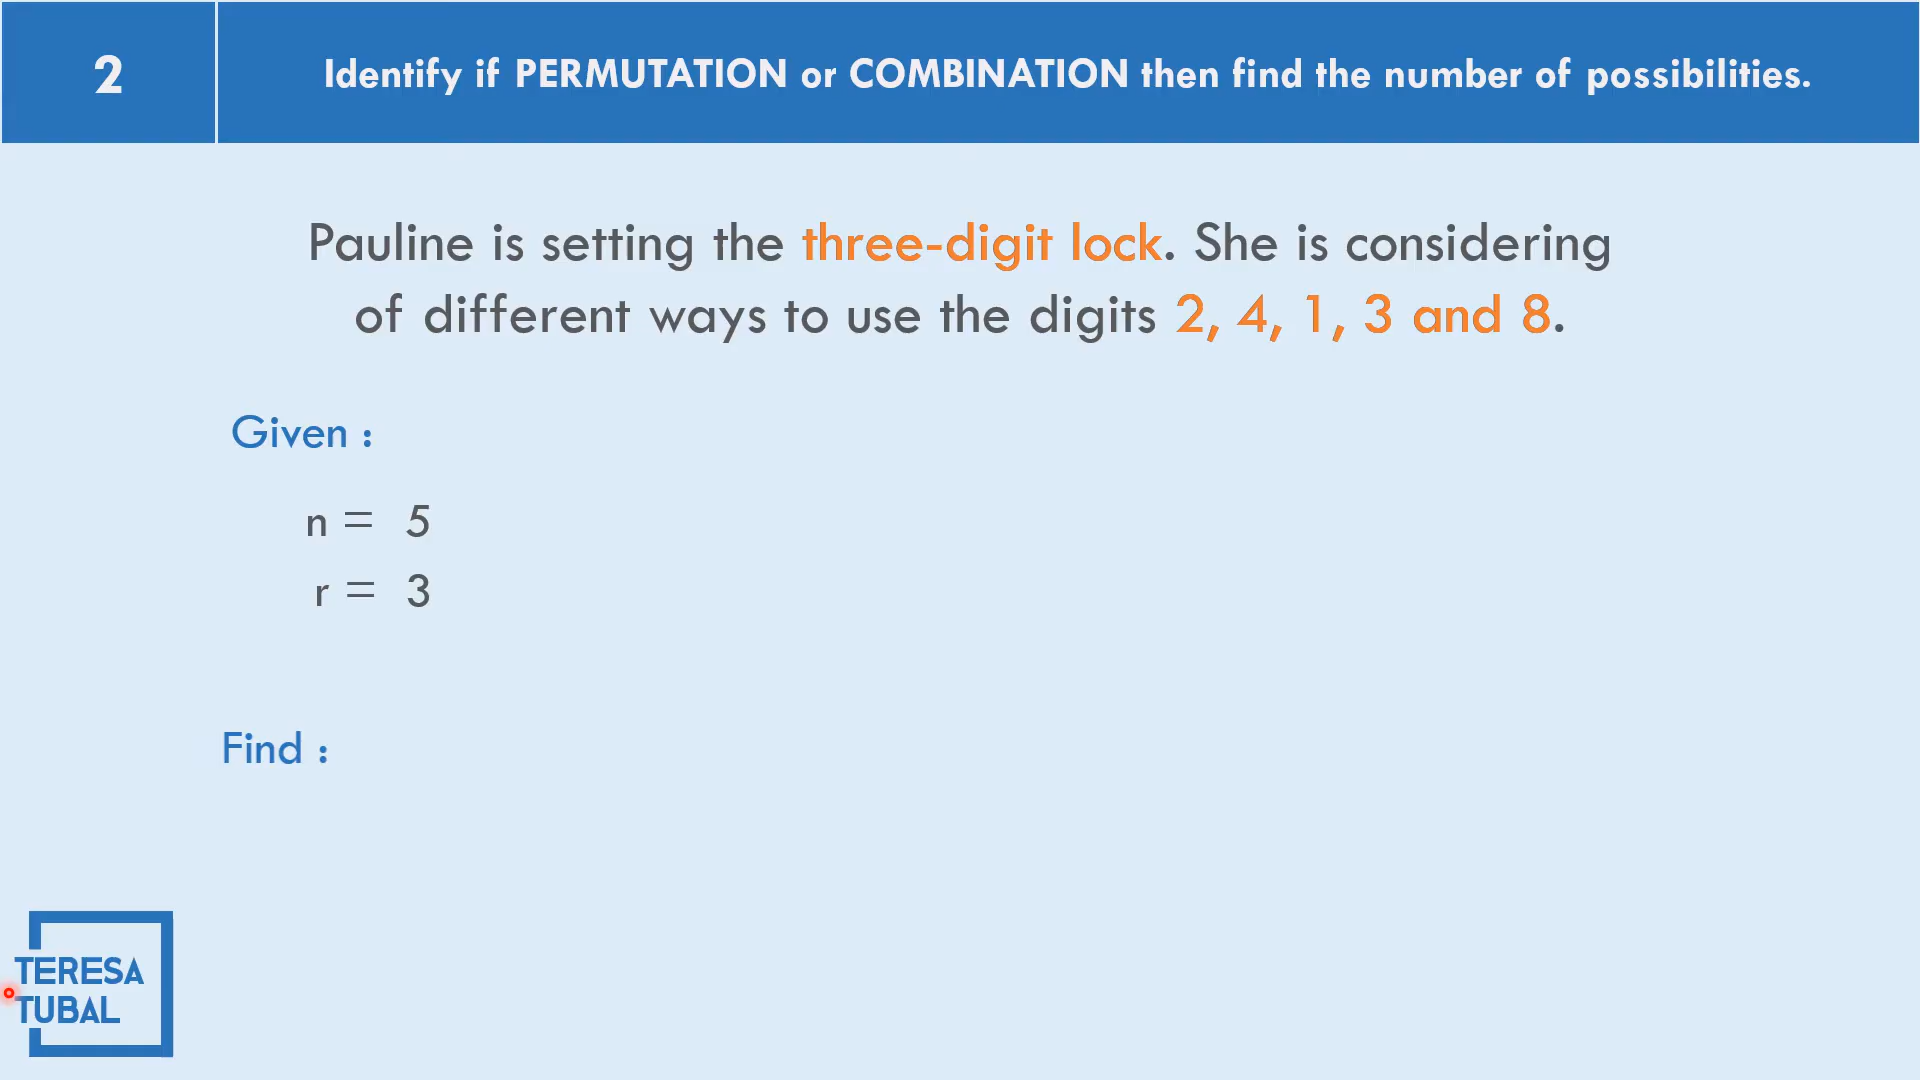 2
Identify if PERMUTATION or COMBINATION then find the number of possibilities.
Pauline is setting the three-digit lock. She is considering
of different ways to use the digits 2, 4, 1, 3 and 8.
Given :
n = 5
r = 3
Find :
TERESA
TUBAL